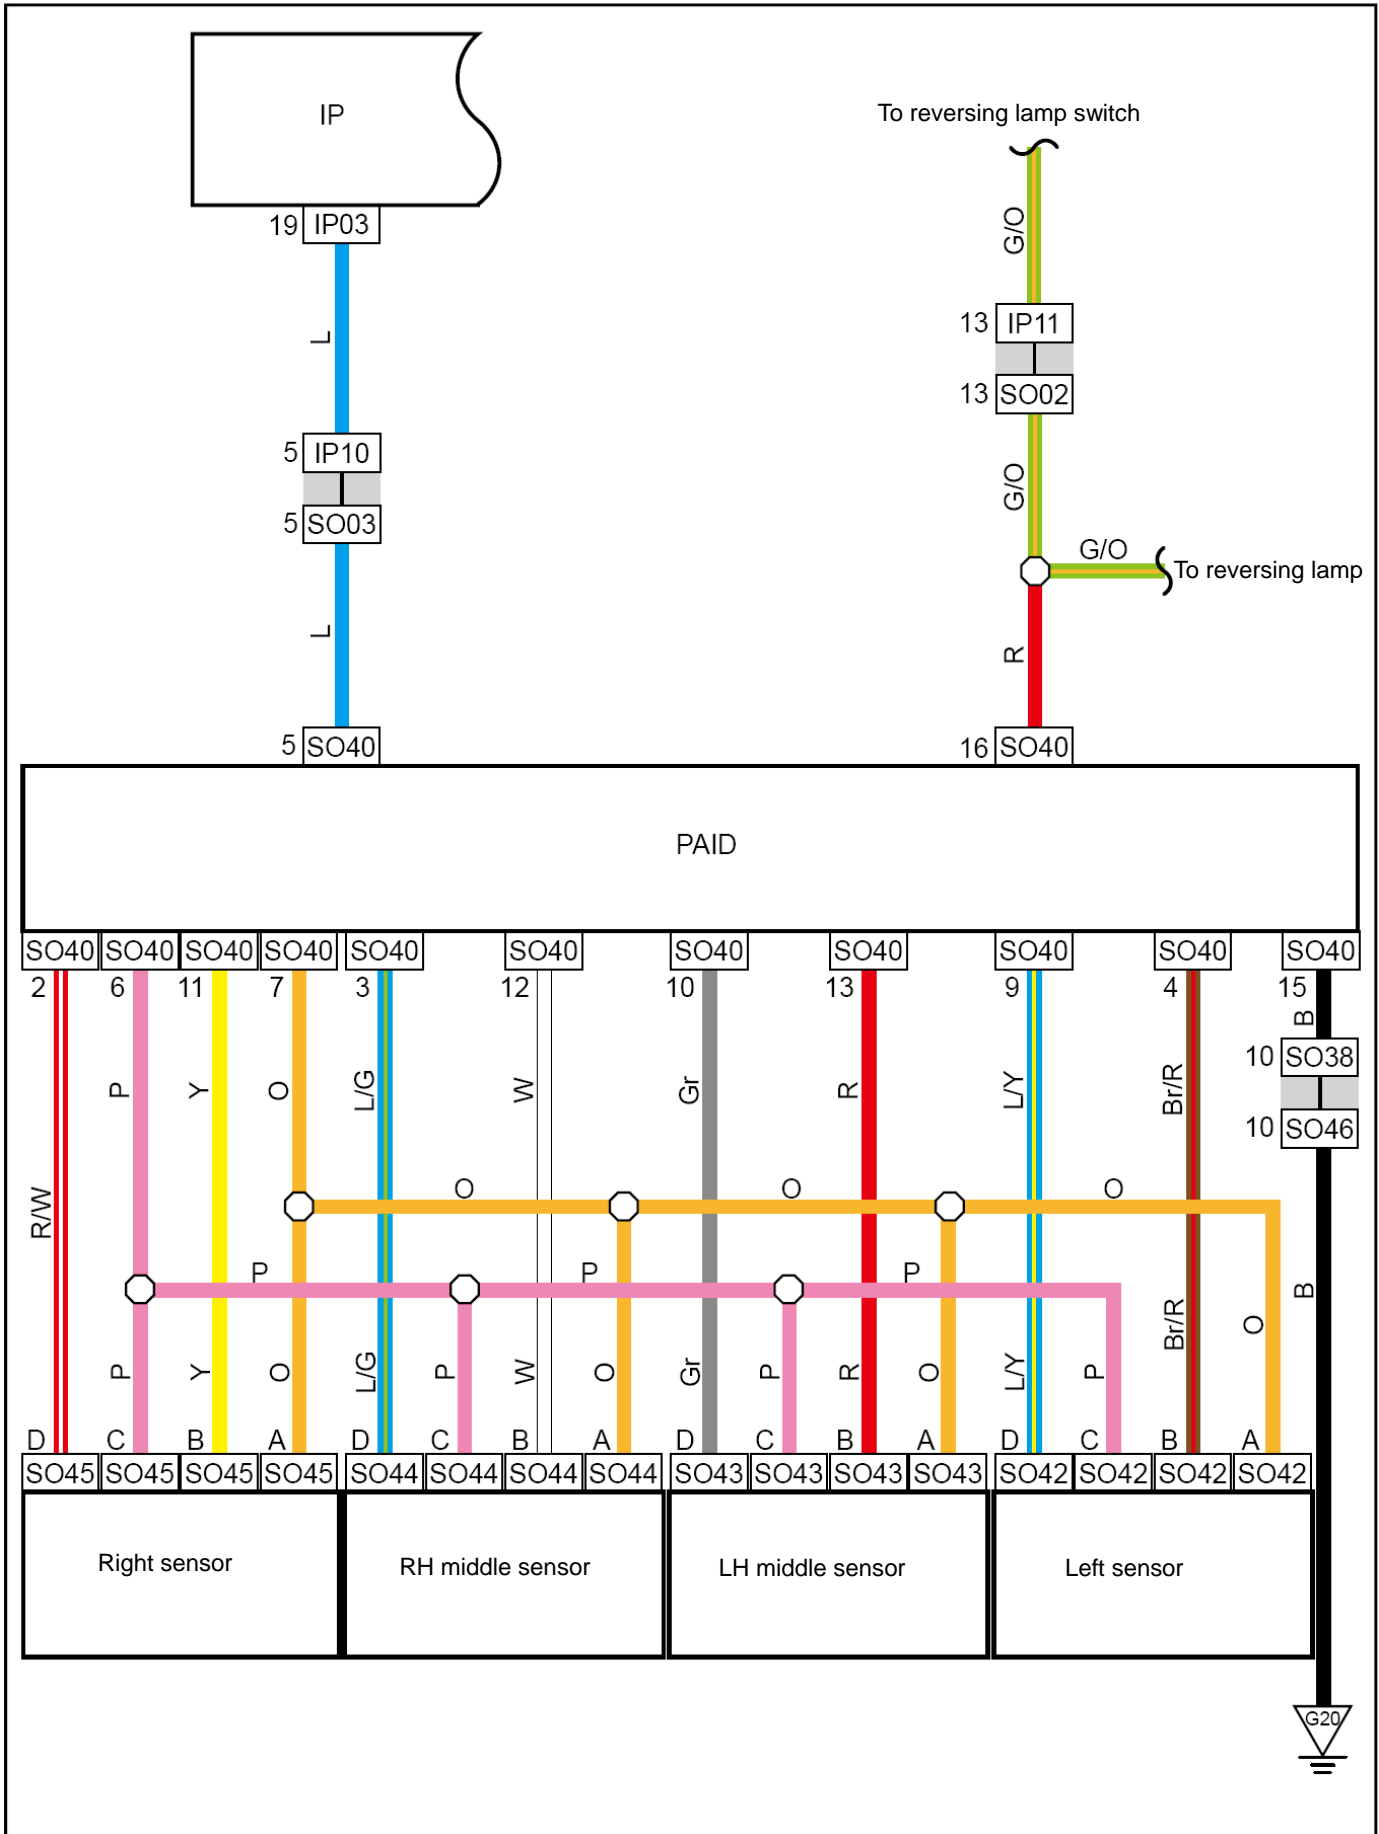 IP
To reversing lamp switch
19 IP03
G/O
13 IP11
L
13 SO02
5 IP10
G/O
5 SO03
G/O
To reversing lamp
L
R
5 SO40
16 SO40
PAID
SO40 SO40 SO40 SO40 SO40 SO40 SO40 SO40 SO40 SO40 SO40
2 6 11 7 3 12 10 13 9 4 15
B
10 SO38
P Y O L/G W Gr R L/Y Br/R
10 SO46
O O O
R/W
P P P
B
Br/R O
P Y O L/G P W O Gr P R O L/Y P
D C B A D C B A D C B A D C B A
SO45 SO45 SO45 SO45 SO44 SO44 SO44 SO44 SO43 SO43 SO43 SO43 SO42 SO42 SO42 SO42
Right sensor RH middle sensor LH middle sensor Left sensor
G20